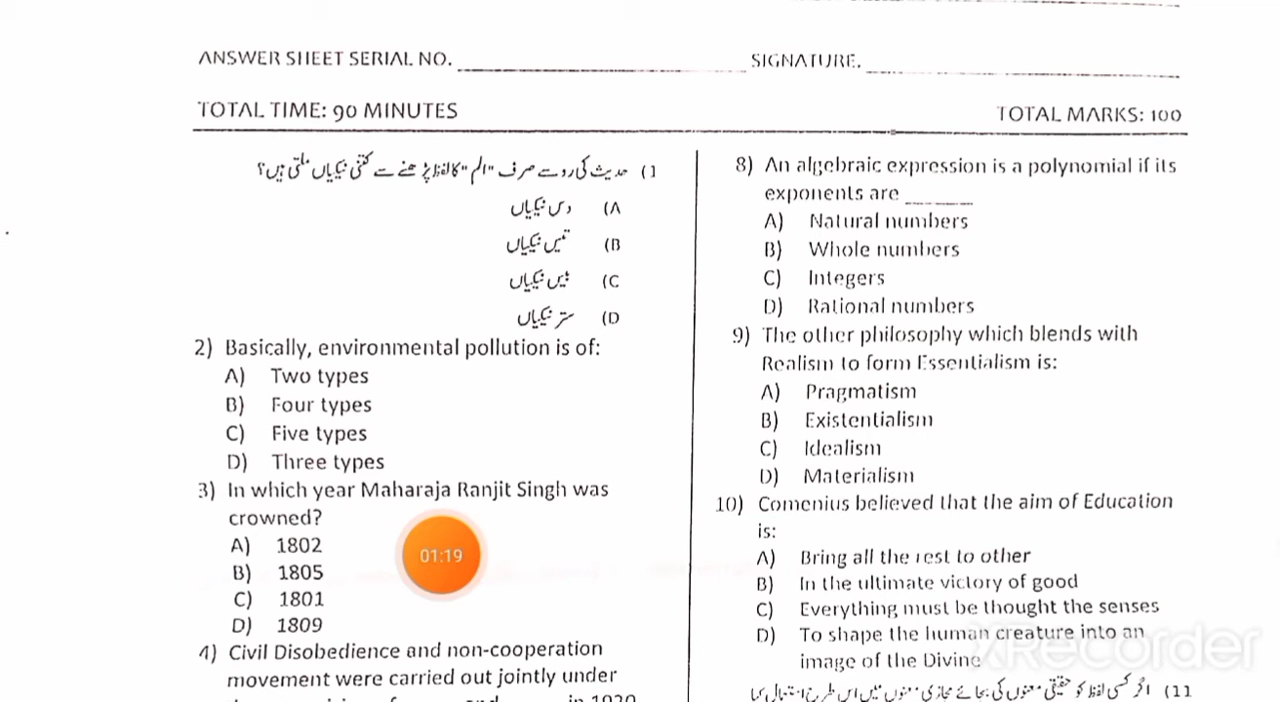 ANSWER SHEET SERIAL NO. ____________ SIGNATURE. ____________
TOTAL TIME: 90 MINUTES
TOTAL MARKS: 100
1) حدیث کی رو سے صرف "الم" کا لفظ پڑھنے سے کتنی نیکیاں ملتی ہیں؟
A) دس نیکیاں
B) تیس نیکیاں
C) بیس نیکیاں
D) ستر نیکیاں
2) Basically, environmental pollution is of:
A) Two types
B) Four types
C) Five types
D) Three types
3) In which year Maharaja Ranjit Singh was
crowned?
A) 1802
B) 1805
C) 1801
D) 1809
4) Civil Disobedience and non-cooperation
movement were carried out jointly under
in 1920
8) An algebraic expression is a polynomial if its
exponents are ______
A) Natural numbers
B) Whole numbers
C) Integers
D) Rational numbers
9) The other philosophy which blends with
Realism to form Essentialism is:
A) Pragmatism
B) Existentialism
C) Idealism
D) Materialism
10) Comenius believed that the aim of Education
is:
A) Bring all the rest to other
B) In the ultimate victory of good
C) Everything must be thought the senses
D) To shape the human creature into an
image of the Divine
11) اگر کسی لفظ کو حقیقی معنوں کی بجائے مجازی معنوں میں اس طرح استعمال کیا
01:19
XRecorder